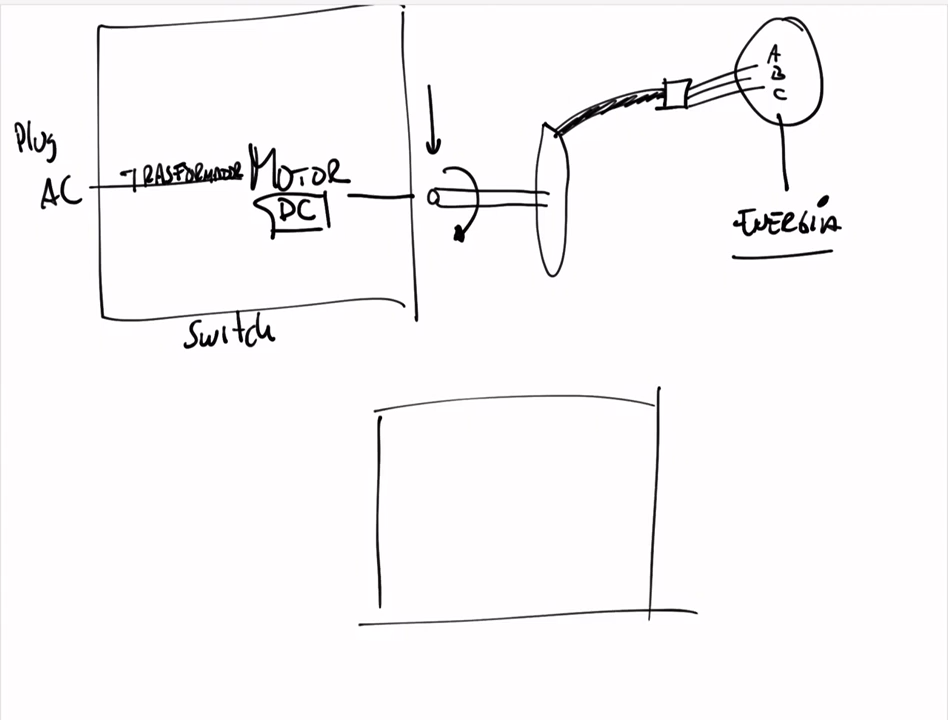 Plug
AC
TRASFORMADOR
MOTOR
DC
Switch
A
B
C
ENERGIA